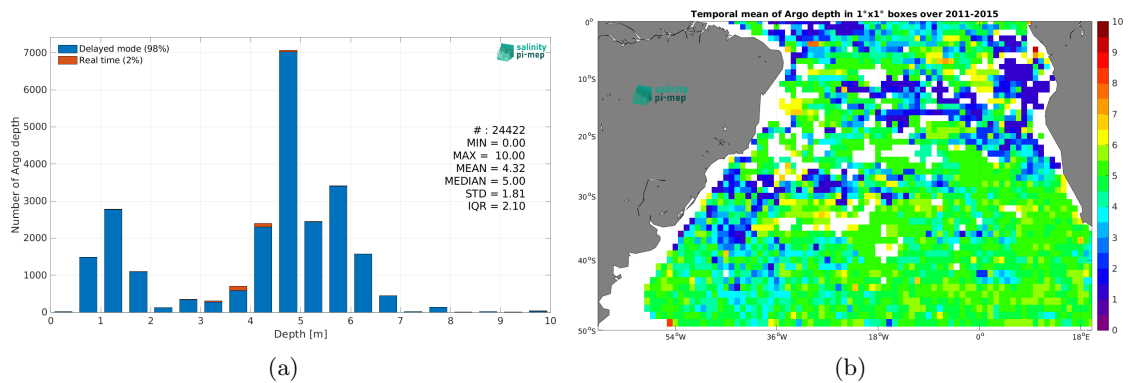 Delayed mode (98%)
Real time (2%)
salinity
pi-mep
# : 24422
MIN = 0.00
MAX = 10.00
MEAN = 4.32
MEDIAN = 5.00
STD = 1.81
IQR = 2.10
Number of Argo depth
7000
6000
5000
4000
3000
2000
1000
0
0 1 2 3 4 5 6 7 8 9 10
Depth [m]
(a)
Temporal mean of Argo depth in 1°x1° boxes over 2011-2015
salinity
pi-mep
0°
10°S
20°S
30°S
40°S
50°S
54°W 36°W 18°W 0° 18°E
10
9
8
7
6
5
4
3
2
1
0
(b)